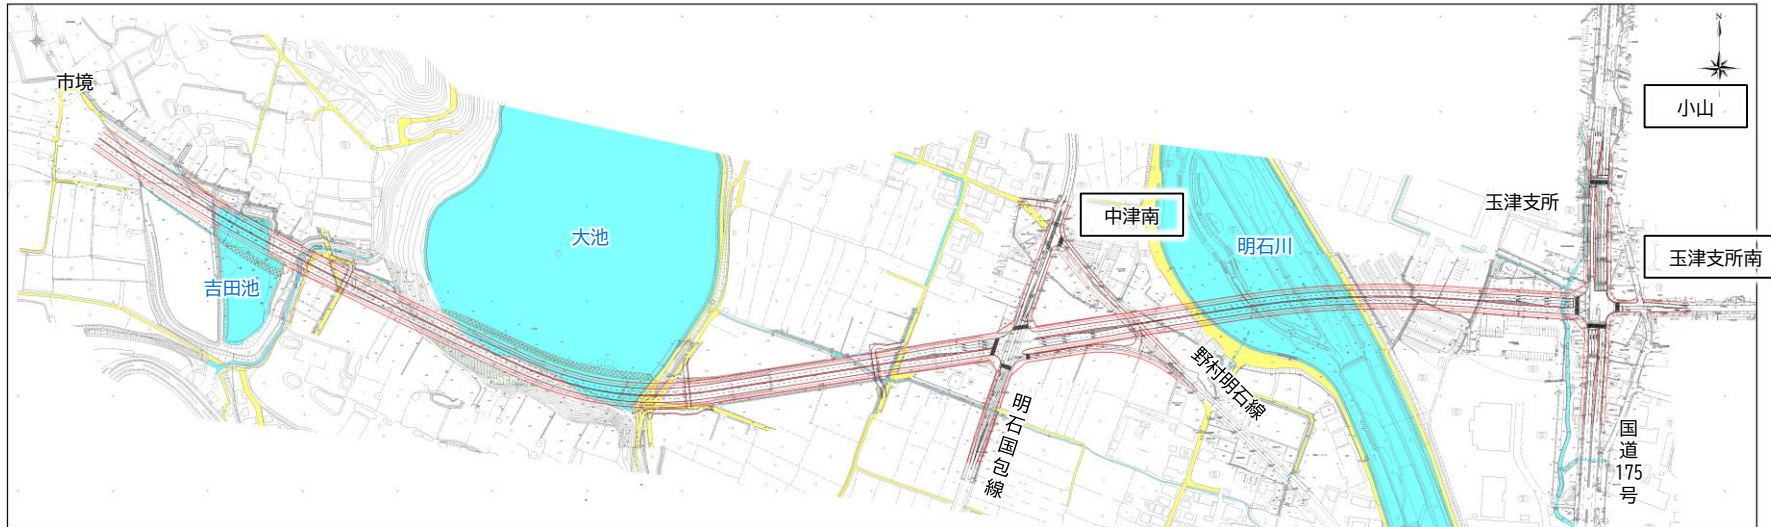 市境
N
小山
中津南
玉津支所
大池
明石川
玉津支所南
吉田池
野村明石線
明石国包線
国道175号